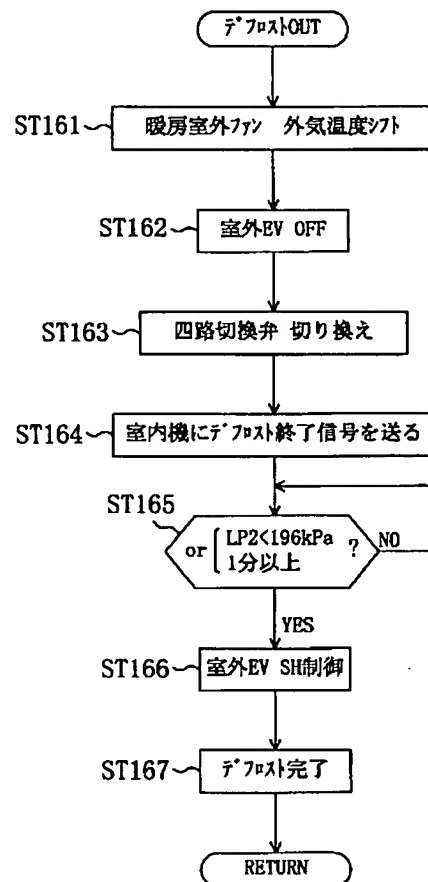 ﾃﾞﾌﾛｽﾄOUT
ST161
暖房室外ﾌｧﾝ 外気温度ｼﾌﾄ
ST162
室外EV OFF
ST163
四路切換弁 切り換え
ST164
室内機にﾃﾞﾌﾛｽﾄ終了信号を送る
ST165
or LP2<196kPa ? NO
1分以上
YES
ST166
室外EV SH制御
ST167
ﾃﾞﾌﾛｽﾄ完了
RETURN